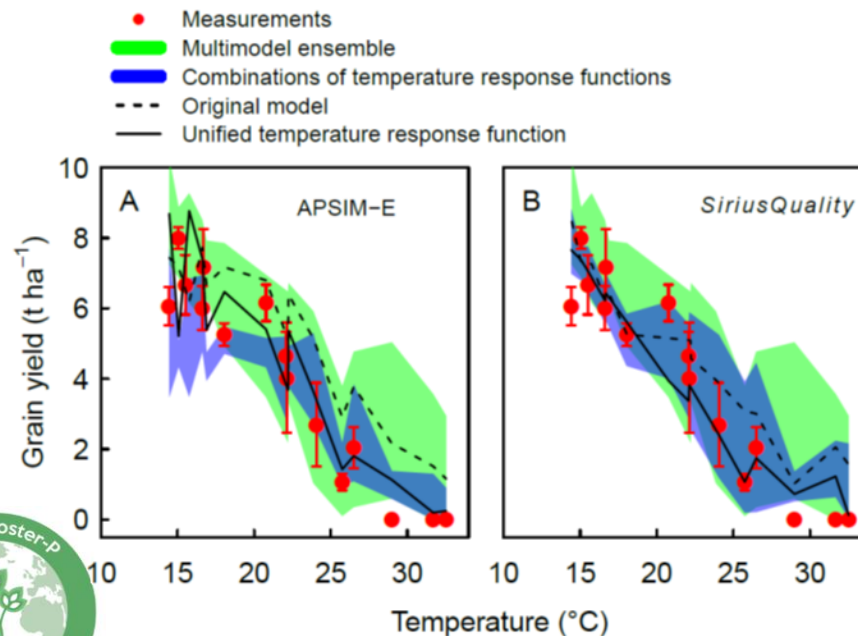 Measurements
Multimodel ensemble
Combinations of temperature response functions
Original model
Unified temperature response function
A
APSIM−E
B
SiriusQuality
Grain yield (t ha⁻¹)
10
8
6
4
2
0
10 15 20 25 30
10 15 20 25 30
Temperature (°C)